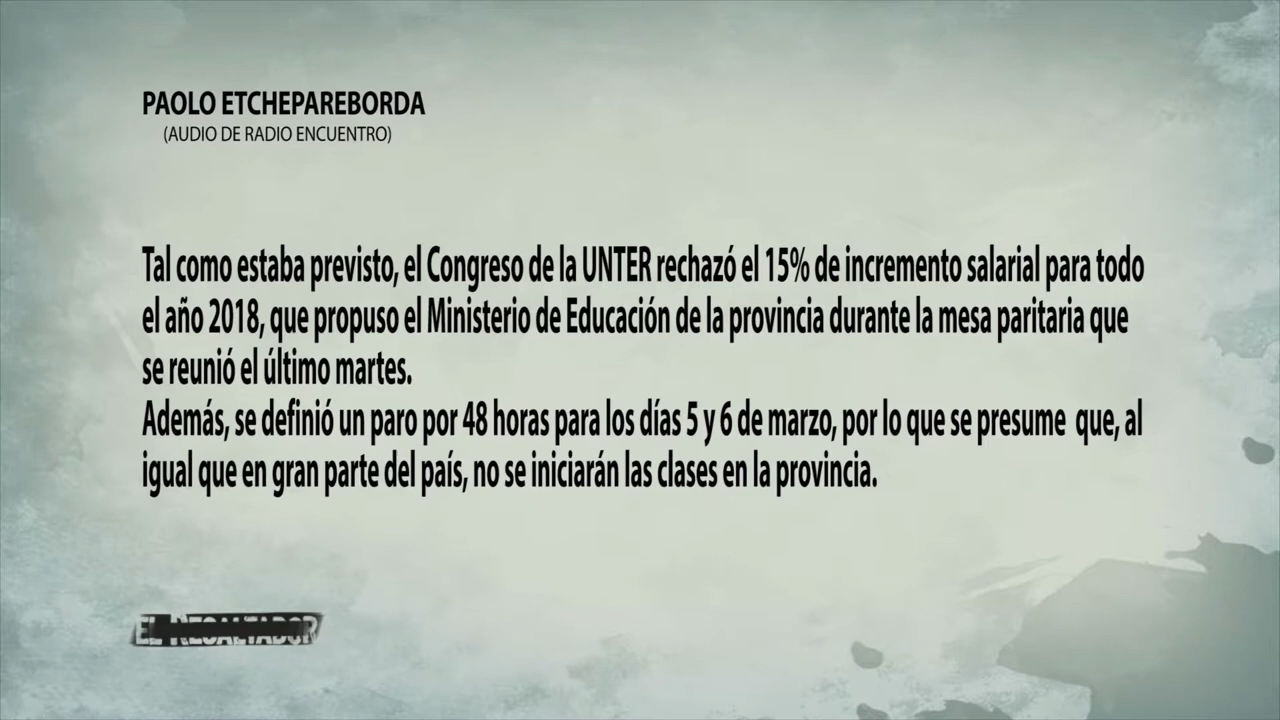 PAOLO ETCHEPAREBORDA
(AUDIO DE RADIO ENCUENTRO)
Tal como estaba previsto, el Congreso de la UNTER rechazó el 15% de incremento salarial para todo
el año 2018, que propuso el Ministerio de Educación de la provincia durante la mesa paritaria que
se reunió el último martes.
Además, se definió un paro por 48 horas para los días 5 y 6 de marzo, por lo que se presume  que, al
igual que en gran parte del país, no se iniciarán las clases en la provincia.
EL RESALTADOR